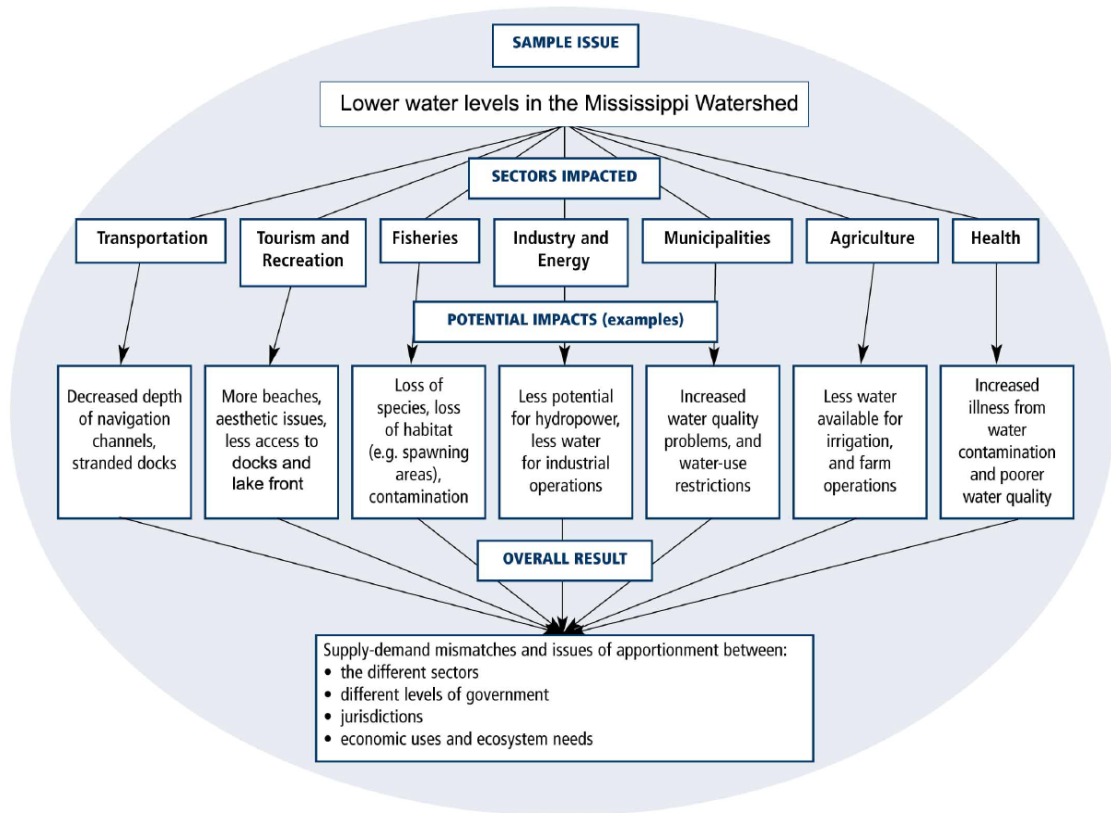 SAMPLE ISSUE
Lower water levels in the Mississippi Watershed
SECTORS IMPACTED
Transportation
Tourism and
Recreation
Fisheries
Industry and
Energy
Municipalities
Agriculture
Health
POTENTIAL IMPACTS (examples)
Decreased depth
of navigation
channels,
stranded docks
More beaches,
aesthetic issues,
less access to
docks and
lake front
Loss of
species, loss
of habitat
(e.g. spawning
areas),
contamination
Less potential
for hydropower,
less water
for industrial
operations
Increased
water quality
problems, and
water-use
restrictions
Less water
available for
irrigation,
and farm
operations
Increased
illness from
water
contamination
and poorer
water quality
OVERALL RESULT
Supply-demand mismatches and issues of apportionment between:
• the different sectors
• different levels of government
• jurisdictions
• economic uses and ecosystem needs